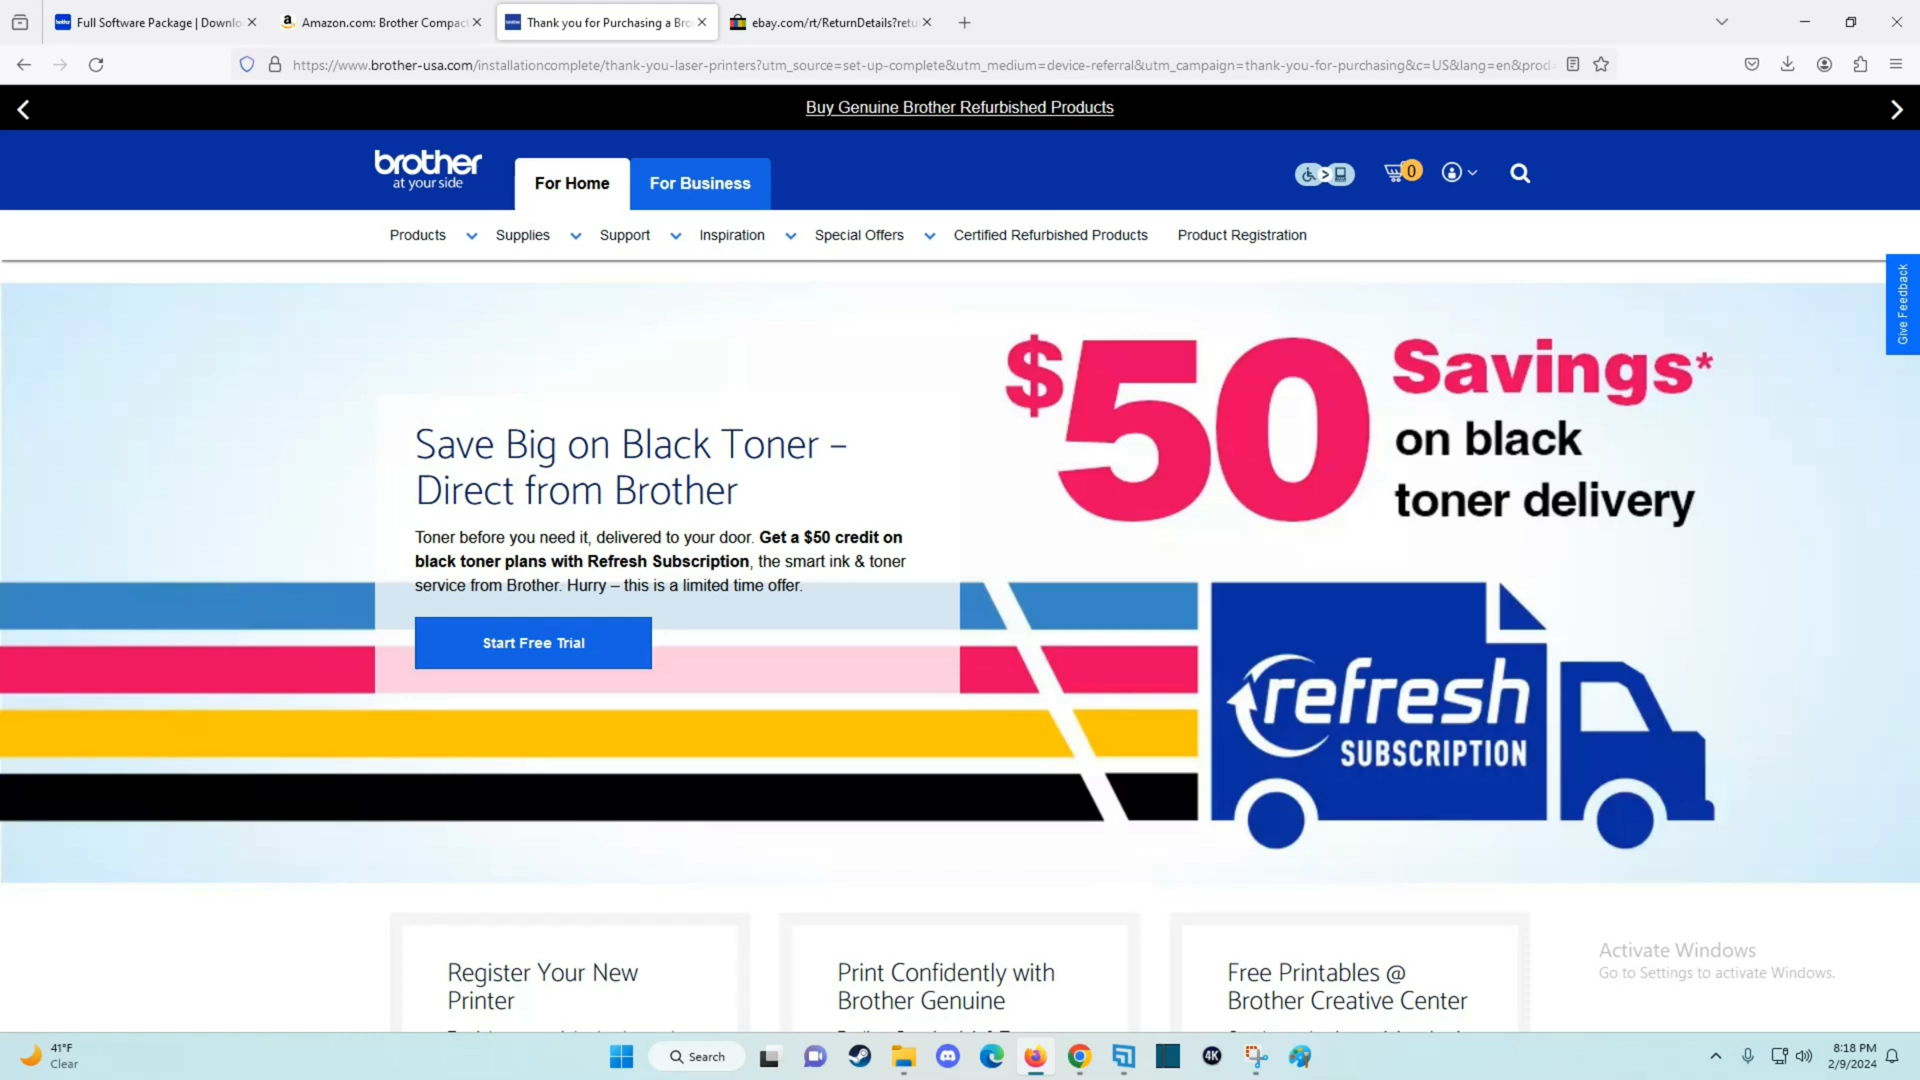 Full Software Package | Downlo
Amazon.com: Brother Compact
Thank you for Purchasing a Bro
ebay.com/rt/ReturnDetails?retu
https://www.brother-usa.com/installationcomplete/thank-you-laser-printers?utm_source=set-up-complete&utm_medium=device-referral&utm_campaign=thank-you-for-purchasing&c=US&lang=en&prod=
Buy Genuine Brother Refurbished Products
brother
at your side
For Home
For Business
0
Products
Supplies
Support
Inspiration
Special Offers
Certified Refurbished Products
Product Registration
Give Feedback
Save Big on Black Toner –
Direct from Brother
Toner before you need it, delivered to your door. Get a $50 credit on
black toner plans with Refresh Subscription, the smart ink & toner
service from Brother. Hurry – this is a limited time offer.
Start Free Trial
$50
Savings*
on black
toner delivery
refresh
SUBSCRIPTION
Register Your New
Printer
Print Confidently with
Brother Genuine
Free Printables @
Brother Creative Center
Activate Windows
Go to Settings to activate Windows.
41°F
Clear
Search
4K
8:18 PM
2/9/2024